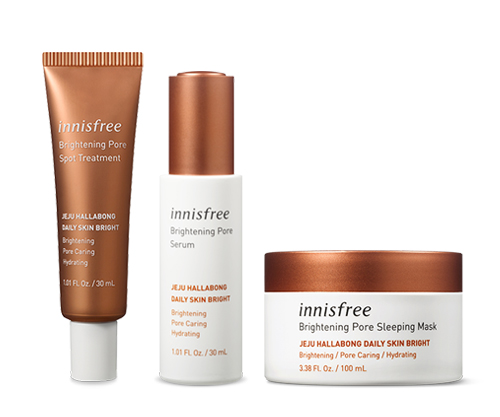 innisfree
Brightening Pore
Spot Treatment
JEJU HALLABONG
DAILY SKIN BRIGHT
Brightening
Pore Caring
Hydrating
1.01 Fl. Oz. / 30 mL
innisfree
Brightening Pore
Serum
JEJU HALLABONG
DAILY SKIN BRIGHT
Brightening
Pore Caring
Hydrating
1.01 FL. Oz. / 30 mL
innisfree
Brightening Pore Sleeping Mask
JEJU HALLABONG DAILY SKIN BRIGHT
Brightening / Pore Caring / Hydrating
3.38 FL. Oz. / 100 mL